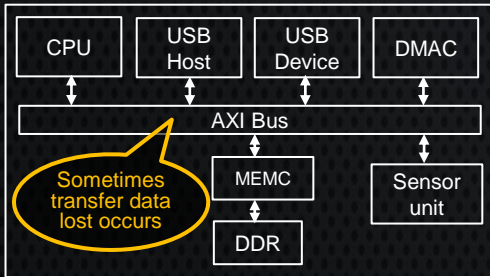 CPU
USB
Host
USB
Device
DMAC
AXI Bus
Sometimes
transfer data
lost occurs
MEMC
Sensor
unit
DDR